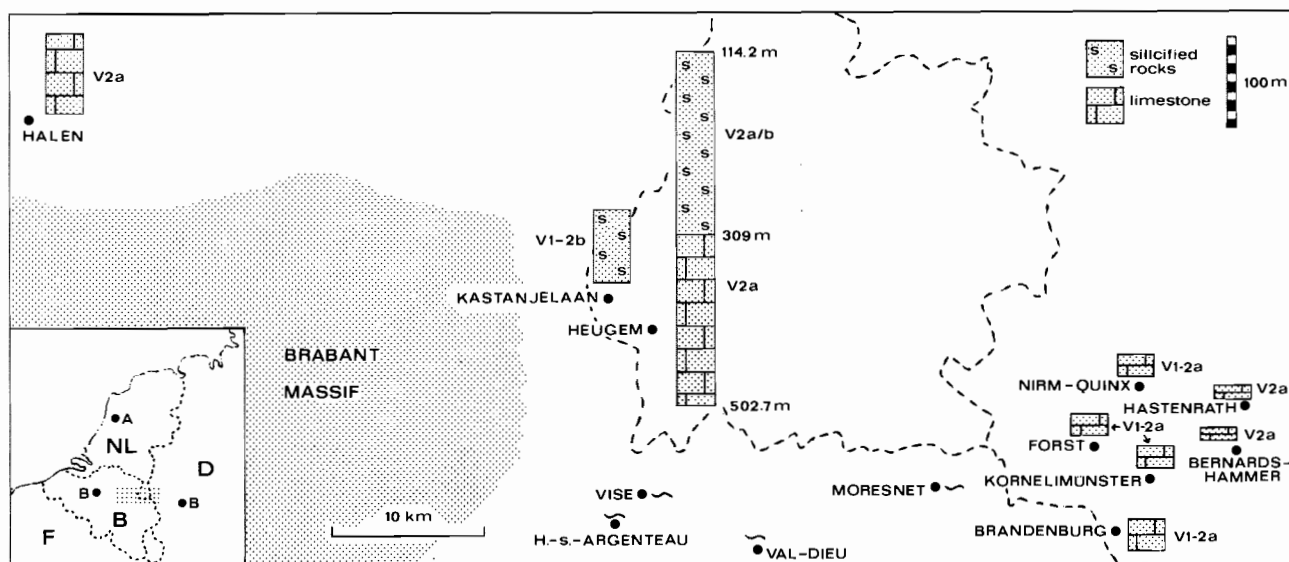 V2a
HALEN
114.2 m
V2a/b
309 m
V2a
502.7 m
silicified
rocks
limestone
100 m
V1-2b
KASTANJELAAN
HEUGEM
BRABANT
MASSIF
V1-2a
NIRM-QUINX
V2a
HASTENRATH
V1-2a
FORST
V2a
BERNARDS-
HAMMER
KORNELIMÜNSTER
VISE
MORESNET
H.-s.-ARGENTEAU
VAL-DIEU
BRANDENBURG
V1-2a
10 km
A
NL
D
B
B
B
F
s s s s s s s s s s
s s s s
s s